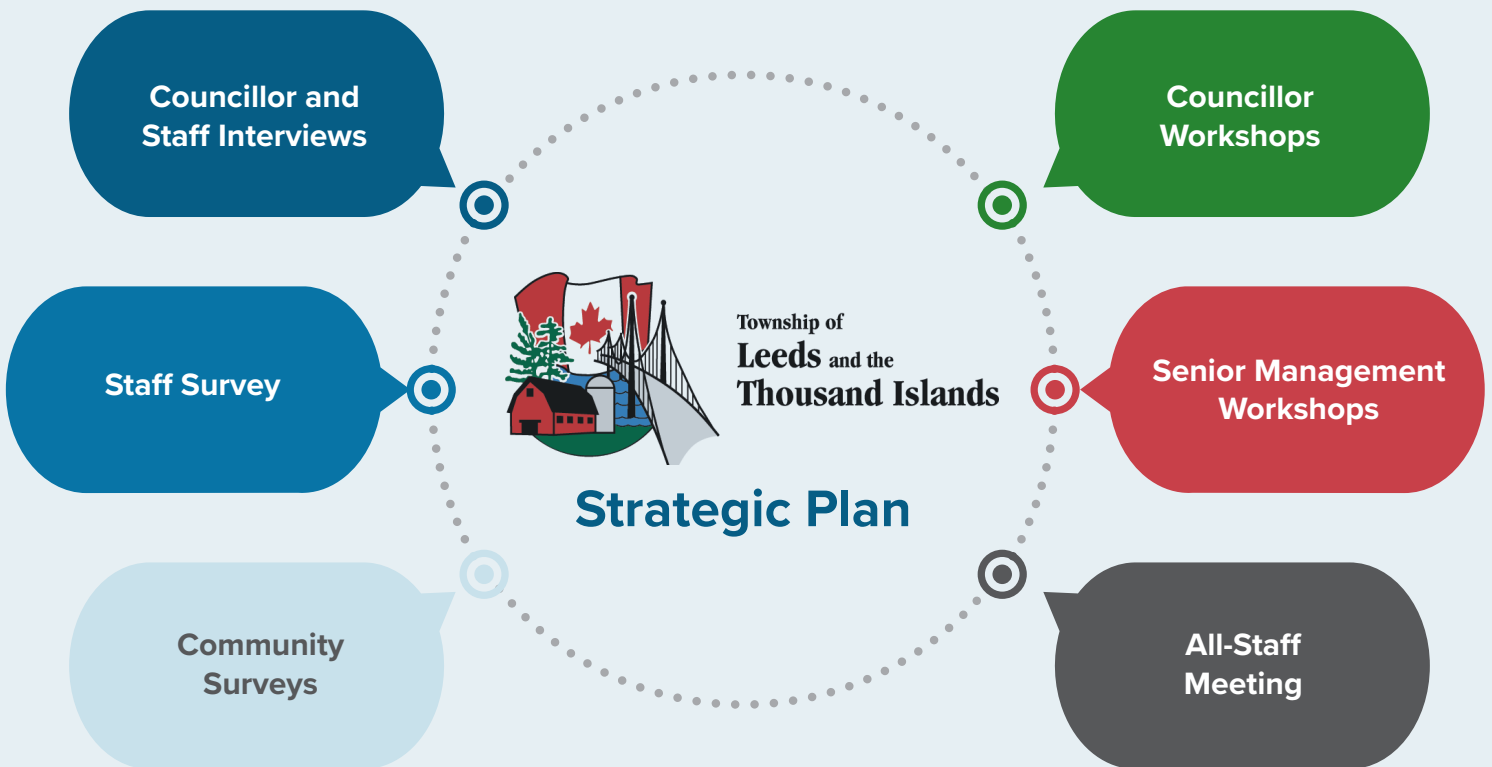 Councillor and
Staff Interviews
Councillor
Workshops
Staff Survey
Township of
Leeds and the
Thousand Islands
Strategic Plan
Senior Management
Workshops
Community
Surveys
All-Staff
Meeting